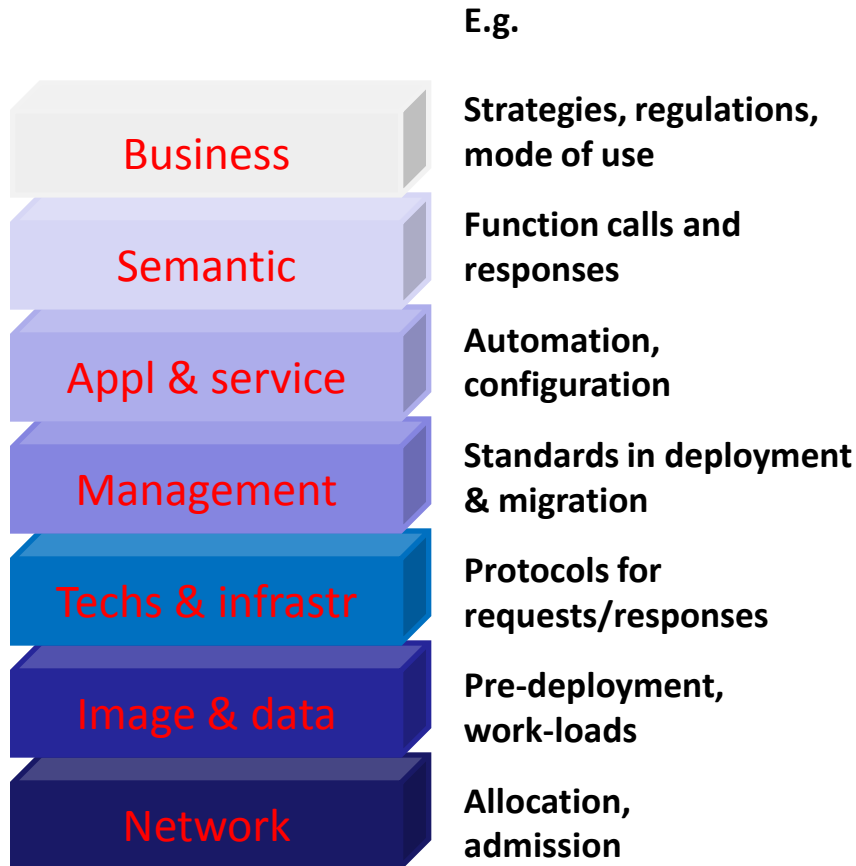 E.g.
Business
Strategies, regulations,
mode of use
Semantic
Function calls and
responses
Appl & service
Automation,
configuration
Management
Standards in deployment
& migration
Techs & infrastr
Protocols for
requests/responses
Image & data
Pre-deployment,
work-loads
Network
Allocation,
admission